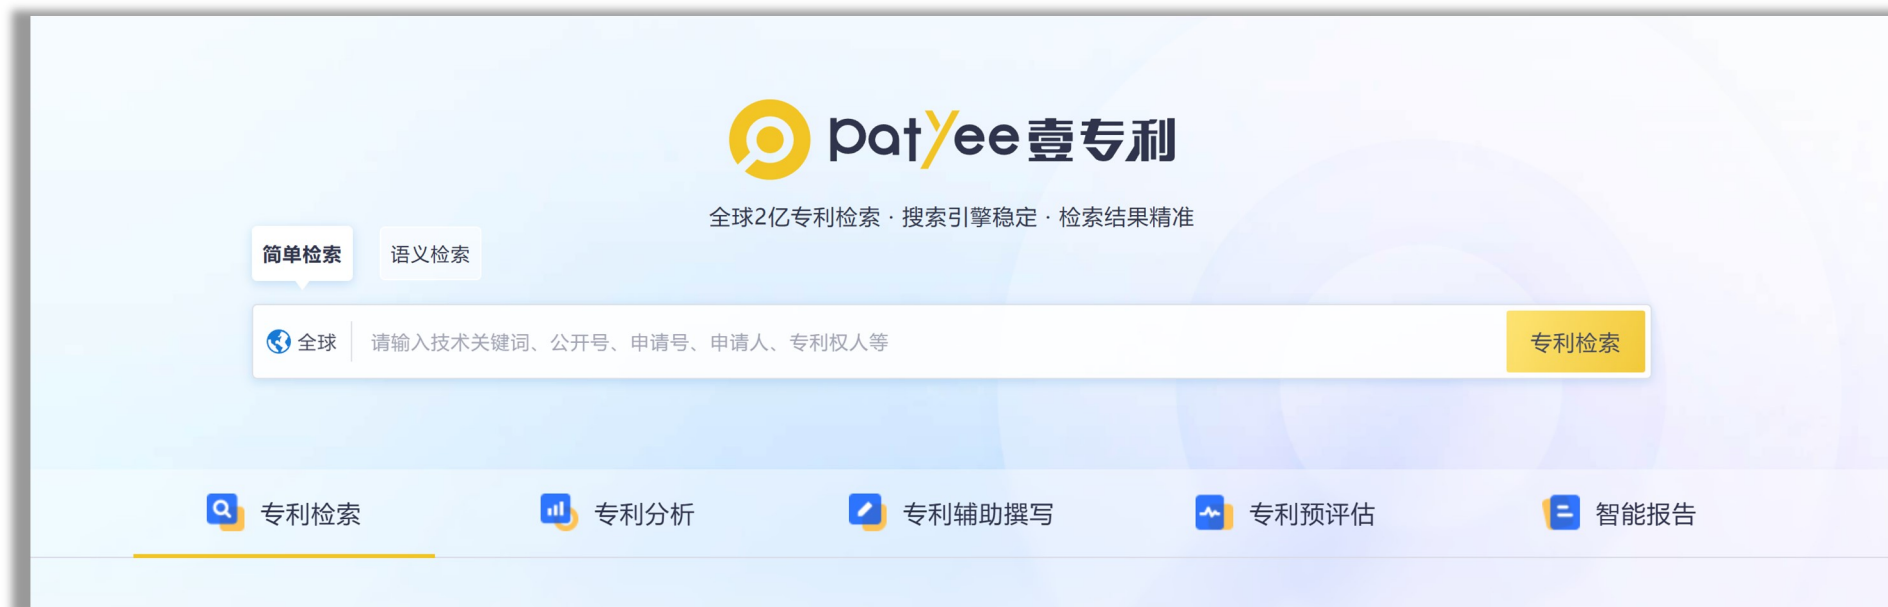 patyee壹专利
全球2亿专利检索 · 搜索引擎稳定 · 检索结果精准
简单检索 语义检索
全球 请输入技术关键词、公开号、申请号、申请人、专利权人等 专利检索
专利检索 专利分析 专利辅助撰写 专利预评估 智能报告